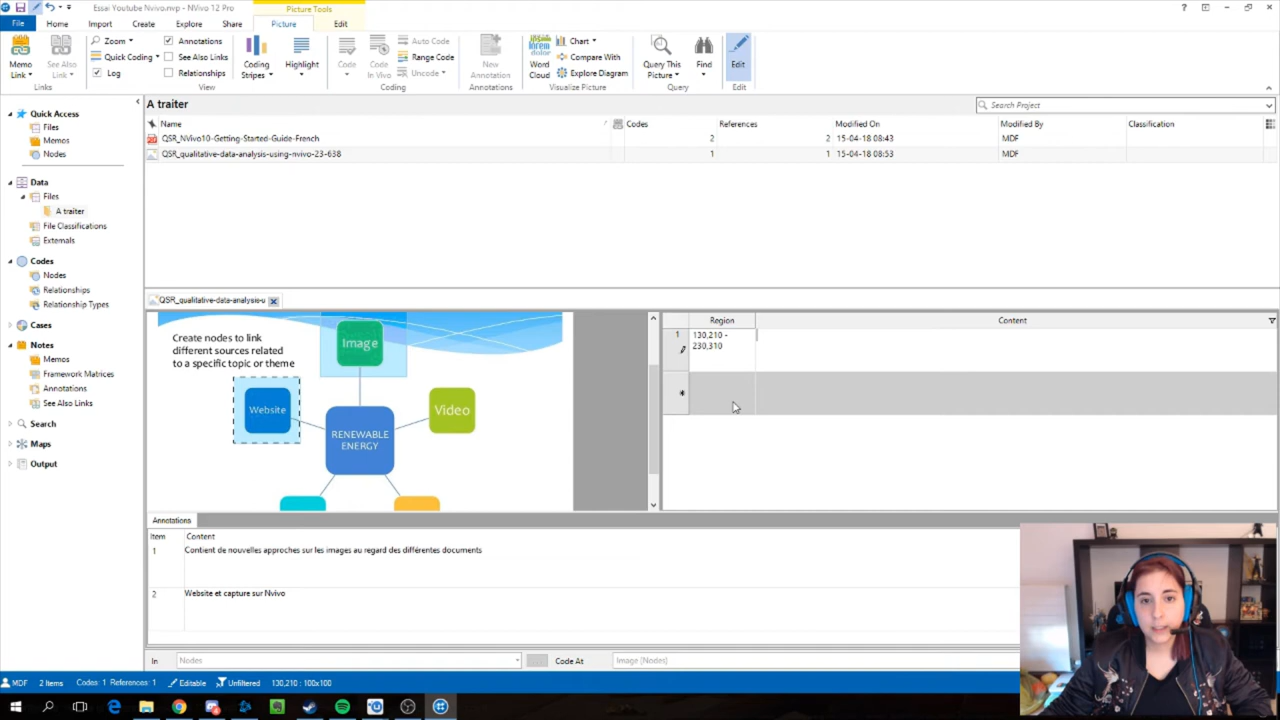 Essai Youtube Nvivo.nvp - NVivo 12 Pro
Picture Tools
?
File
Home
Import
Create
Explore
Share
Picture
Edit
Memo Link
See Also Link
Zoom
Quick Coding
Log
Annotations
See Also Links
Relationships
Coding Stripes
Highlight
Code
Code In Vivo
Auto Code
Range Code
Uncode
New Annotation
Word Cloud
Chart
Compare With
Explore Diagram
Query This Picture
Find
Edit
Links
View
Coding
Annotations
Visualize Picture
Query
Edit
Quick Access
Files
Memos
Nodes
Data
Files
A traiter
File Classifications
Externals
Codes
Nodes
Relationships
Relationship Types
Cases
Notes
Memos
Framework Matrices
Annotations
See Also Links
Search
Maps
Output
A traiter
Search Project
Name
Codes
References
Modified On
Modified By
Classification
QSR_NVivo10-Getting-Started-Guide-French
2
2
15-04-18 08:43
MDF
QSR_qualitative-data-analysis-using-nvivo-23-638
1
1
15-04-18 08:53
MDF
QSR_qualitative-data-analysis-u
Create nodes to link
different sources related
to a specific topic or theme
Image
Website
Video
RENEWABLE
ENERGY
Region
Content
1
130,210 -
230,310
Annotations
Item
Content
1
Contient de nouvelles approches sur les images au regard des différentes documents
2
Website et capture sur Nvivo
In
Nodes
Code At
Image (Nodes)
MDF
2 Items
Codes: 1
References: 1
Editable
Unfiltered
130,210 : 100x100